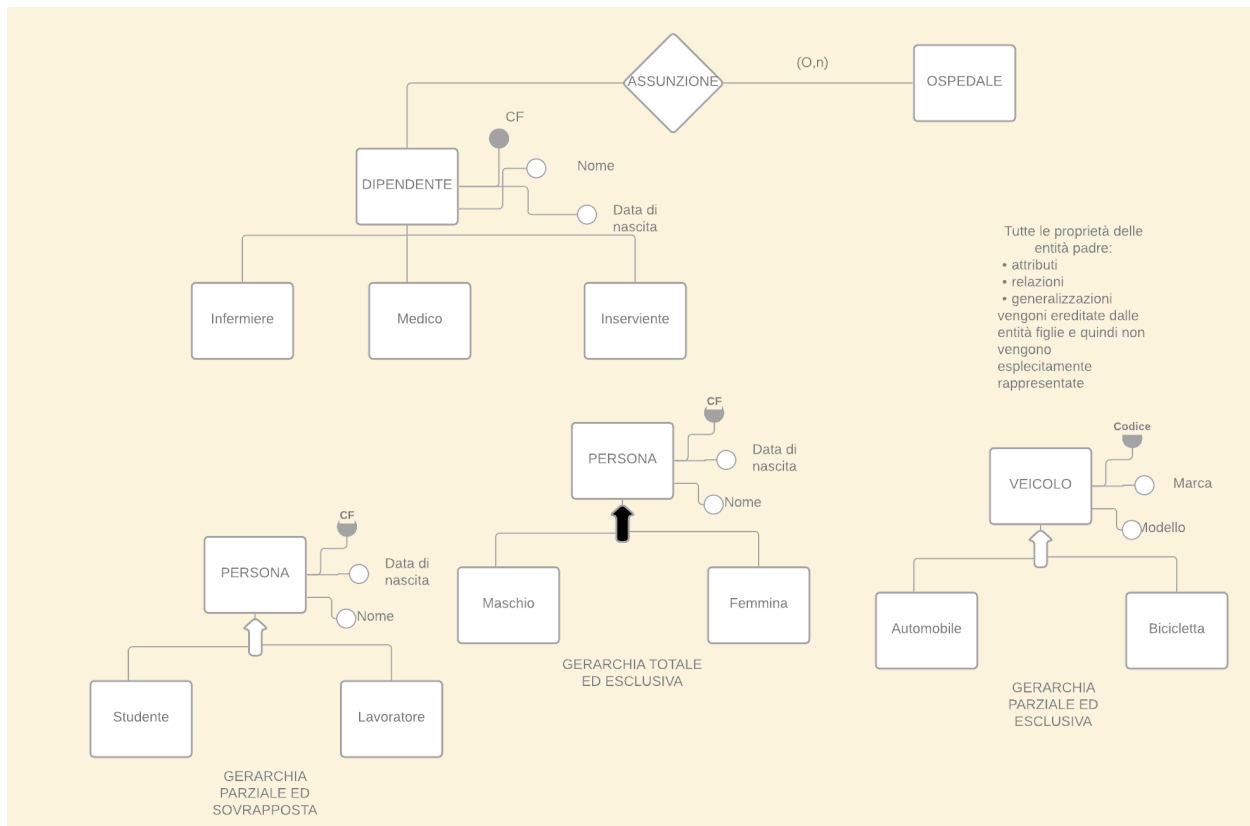 ASSUNZIONE
(O,n)
OSPEDALE
CF
DIPENDENTE
Nome
Data di
nascita
Infermiere
Medico
Inserviente
Tutte le proprietà delle
entità padre:
• attributi
• relazioni
• generalizzazioni
vengoni ereditate dalle
entità figlie e quindi non
vengono
esplecitamente
rappresentate
CF
PERSONA
Data di
nascita
Nome
Maschio
Femmina
GERARCHIA TOTALE
ED ESCLUSIVA
Codice
VEICOLO
Marca
Modello
Automobile
Bicicletta
GERARCHIA
PARZIALE ED
ESCLUSIVA
CF
PERSONA
Data di
nascita
Nome
Studente
Lavoratore
GERARCHIA
PARZIALE ED
SOVRAPPOSTA